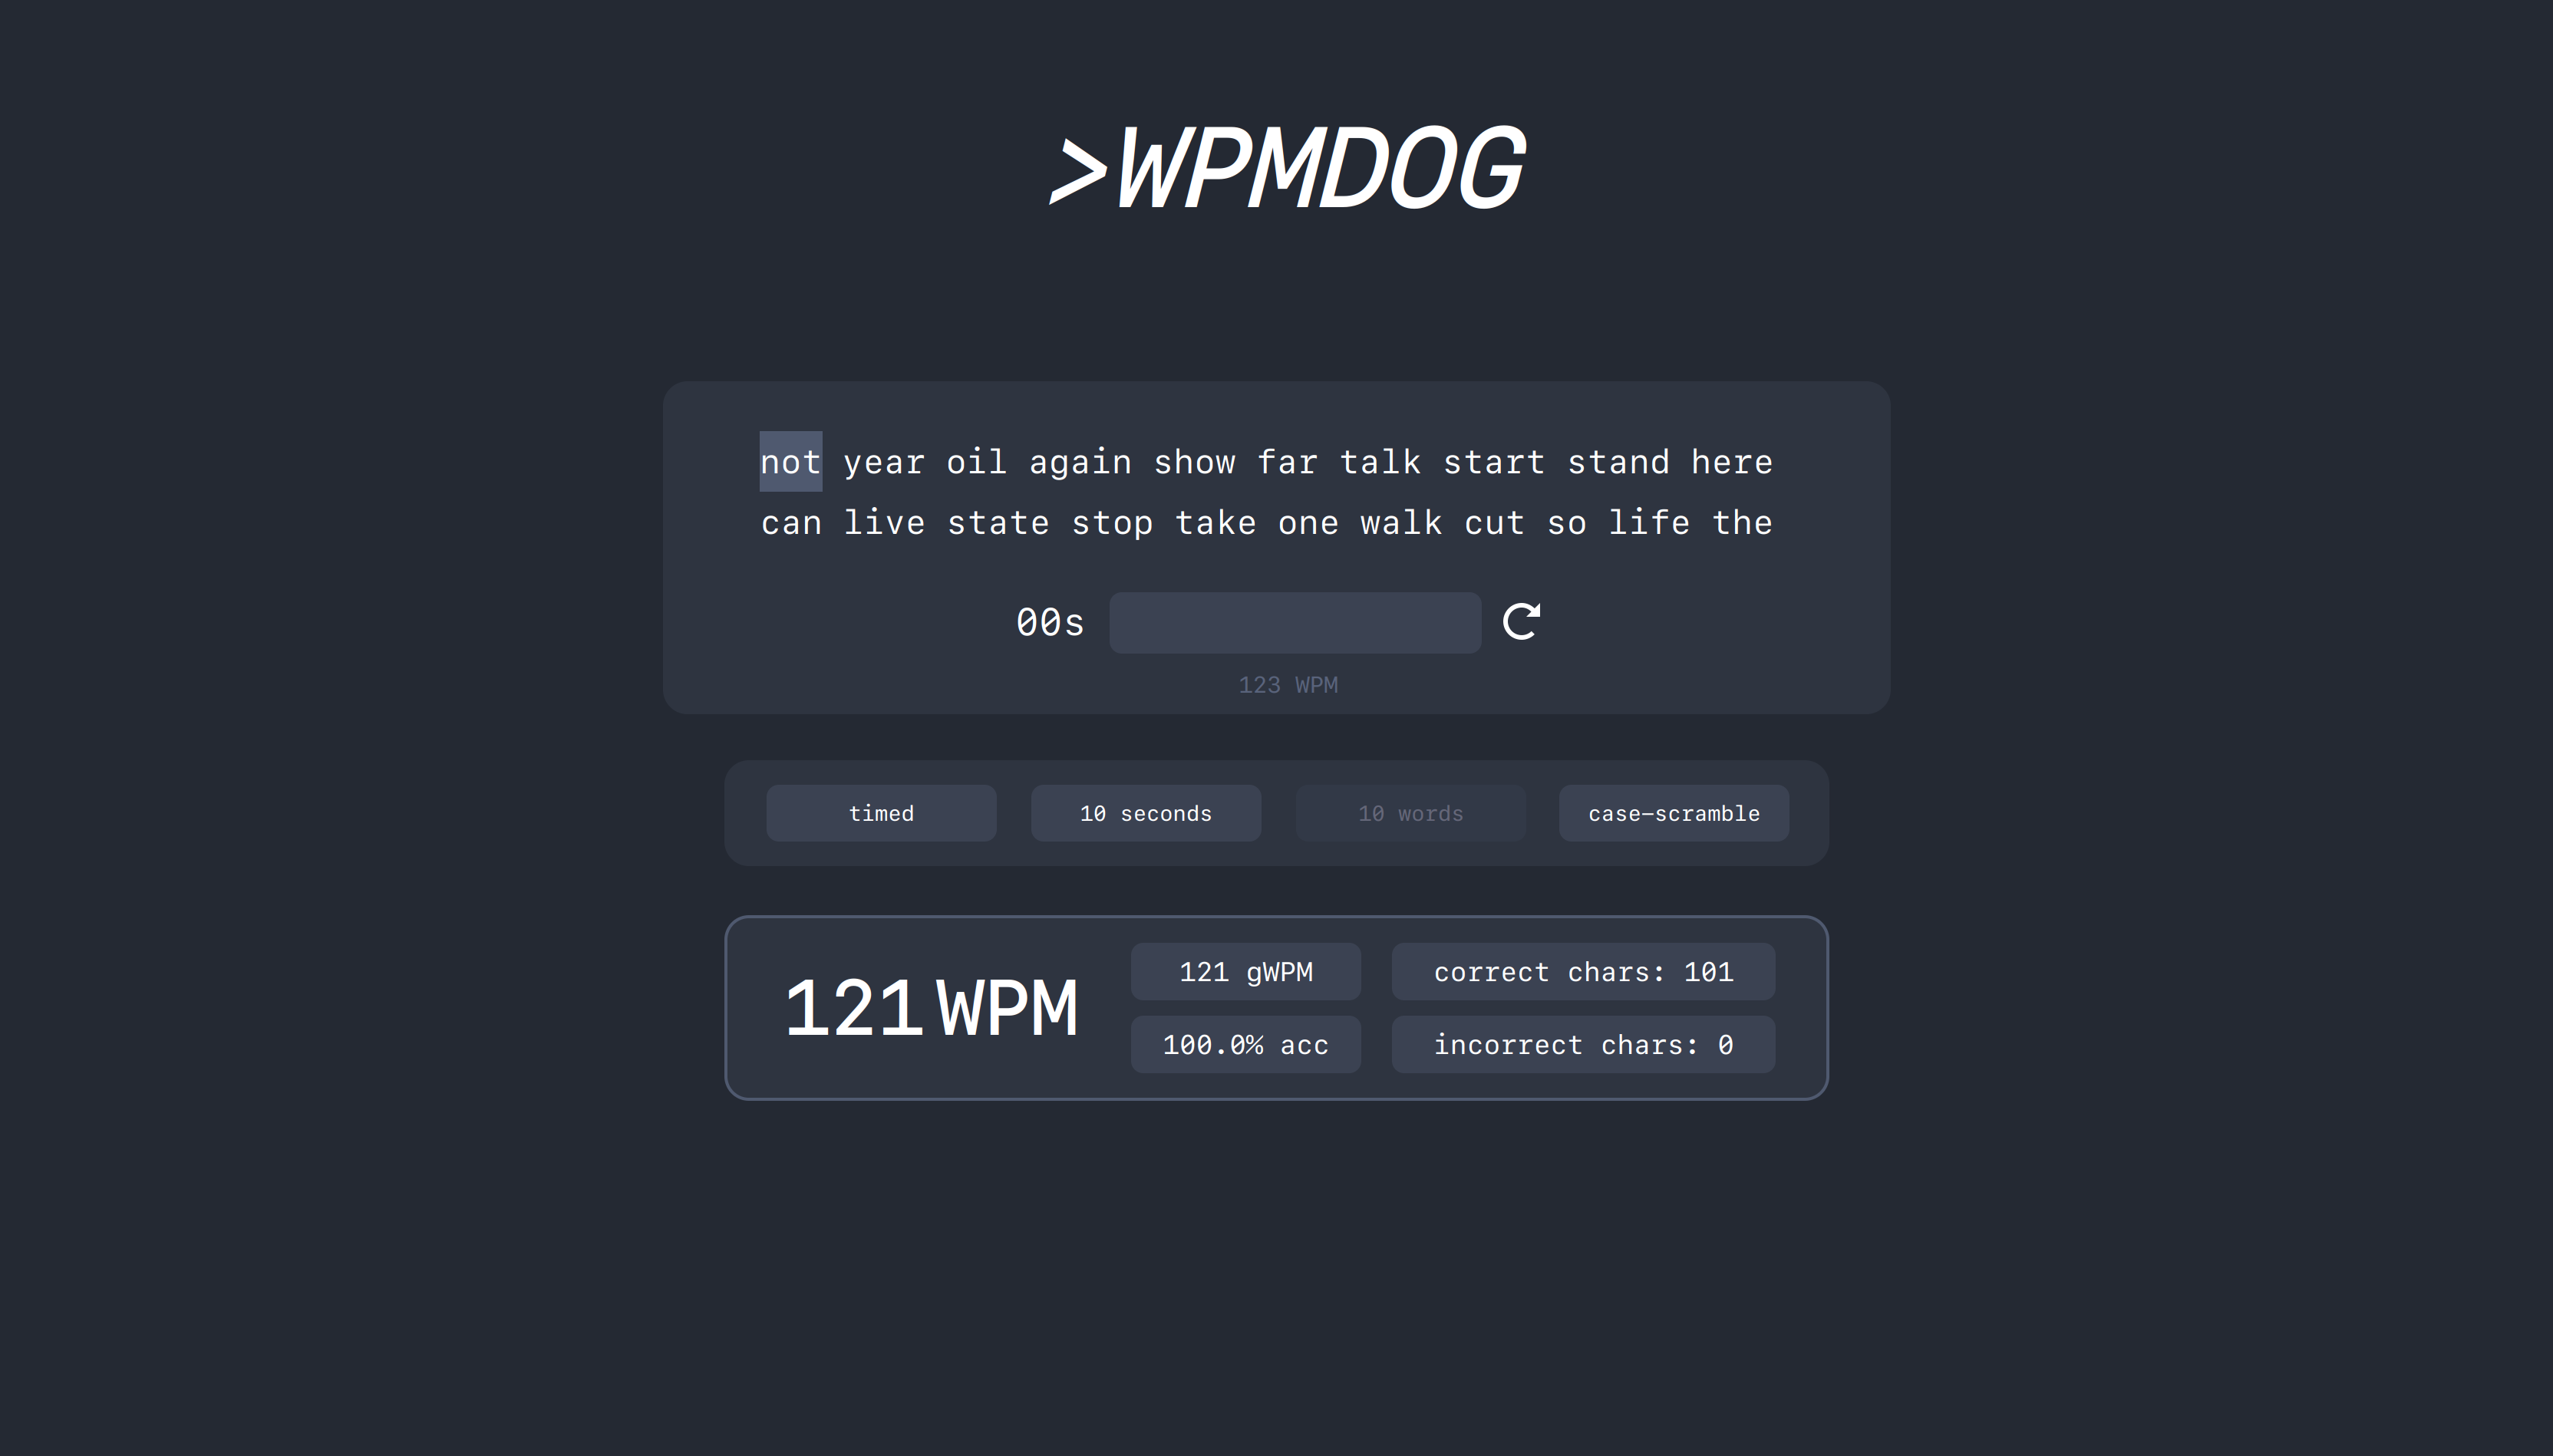 >WPMDOG
not year oil again show far talk start stand here
can live state stop take one walk cut so life the
00s
123 WPM
timed 10 seconds 10 words case-scramble
121 WPM
121 gWPM correct chars: 101
100.0% acc incorrect chars: 0